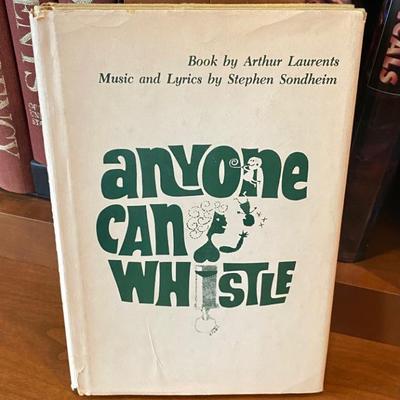 Book by Arthur Laurents
Music and Lyrics by Stephen Sondheim
anyone
CAN
WHISTLE